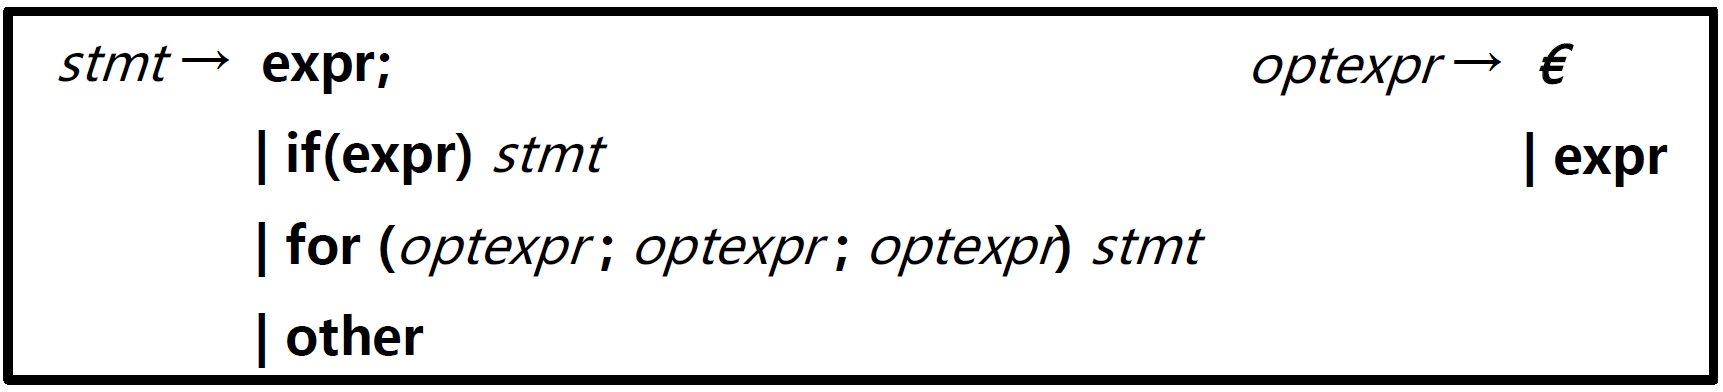 stmt → expr; optexpr → €
| if(expr) stmt | expr
| for (optexpr ; optexpr ; optexpr) stmt
| other